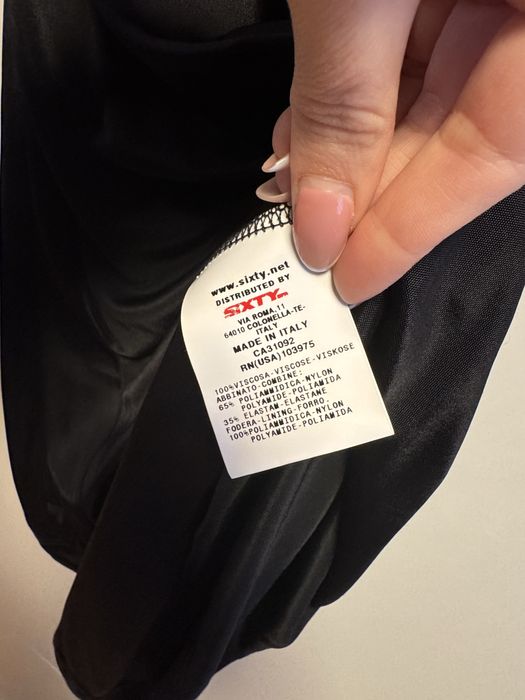 www.sixty.net
DISTRIBUTED BY
SIXTY
VIA ROMA,11
64010 COLONELLA-TE-
ITALY
MADE IN ITALY
CA31092
RN(USA)103975
100%VISCOSA-VISCOSE-VISKOSE
ABBINATO-COMBINE:
65% POLIAMMIDICA-NYLON
POLYAMIDE-POLIAMIDA
35% ELASTAM-ELASTANE
FODERA-LINING-FORRO.
100%POLIAMMIDICA-NYLON
POLYAMIDE-POLIAMIDA